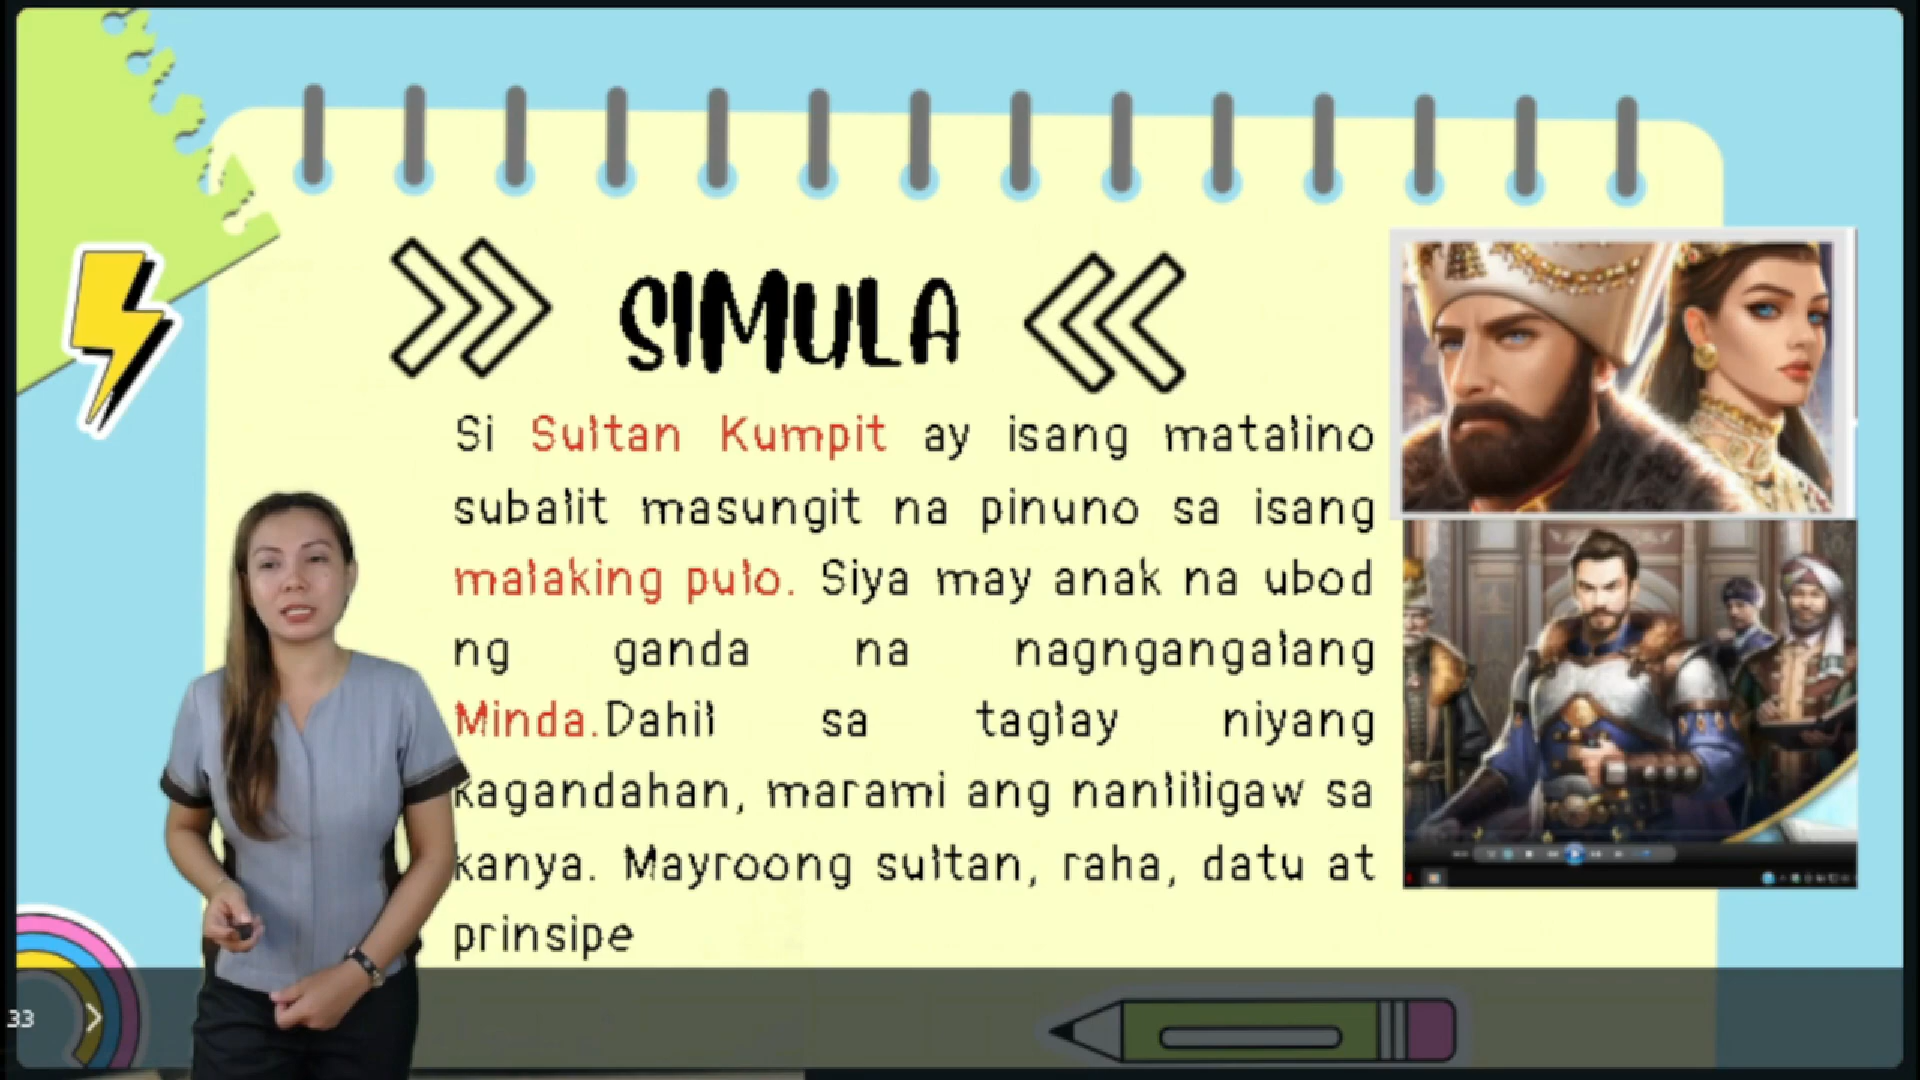 SIMULA
Si Sultan Kumpit ay isang matalino
subalit masungit na pinuno sa isang
malaking pulo. Siya may anak na ubod
ng ganda na nagngangalang
Minda.Dahil sa taglay niyang
kagandahan, marami ang nanliligaw sa
kanya. Mayroong sultan, raha, datu at
prinsipe
33